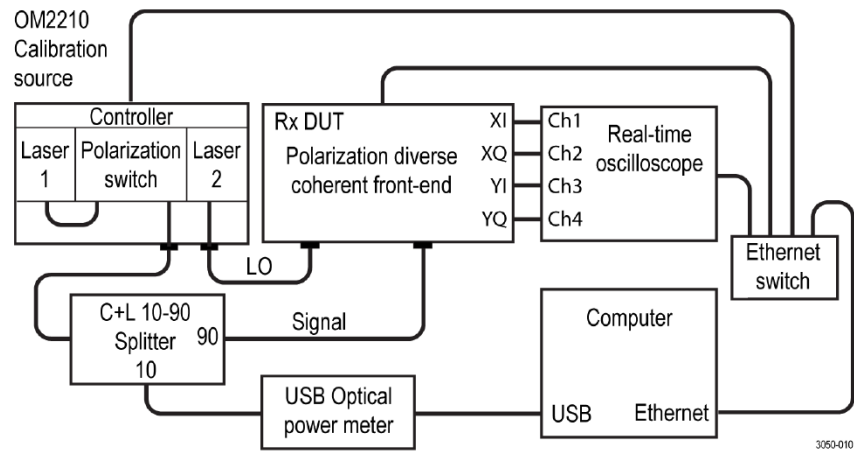 OM2210
Calibration
source
Controller
Laser
1
Polarization
switch
Laser
2
Rx DUT
Polarization diverse
coherent front-end
XI
XQ
YI
YQ
Ch1
Ch2
Ch3
Ch4
Real-time
oscilloscope
Ethernet
switch
LO
C+L 10-90
Splitter
90
10
Signal
USB Optical
power meter
Computer
USB
Ethernet
3050-010